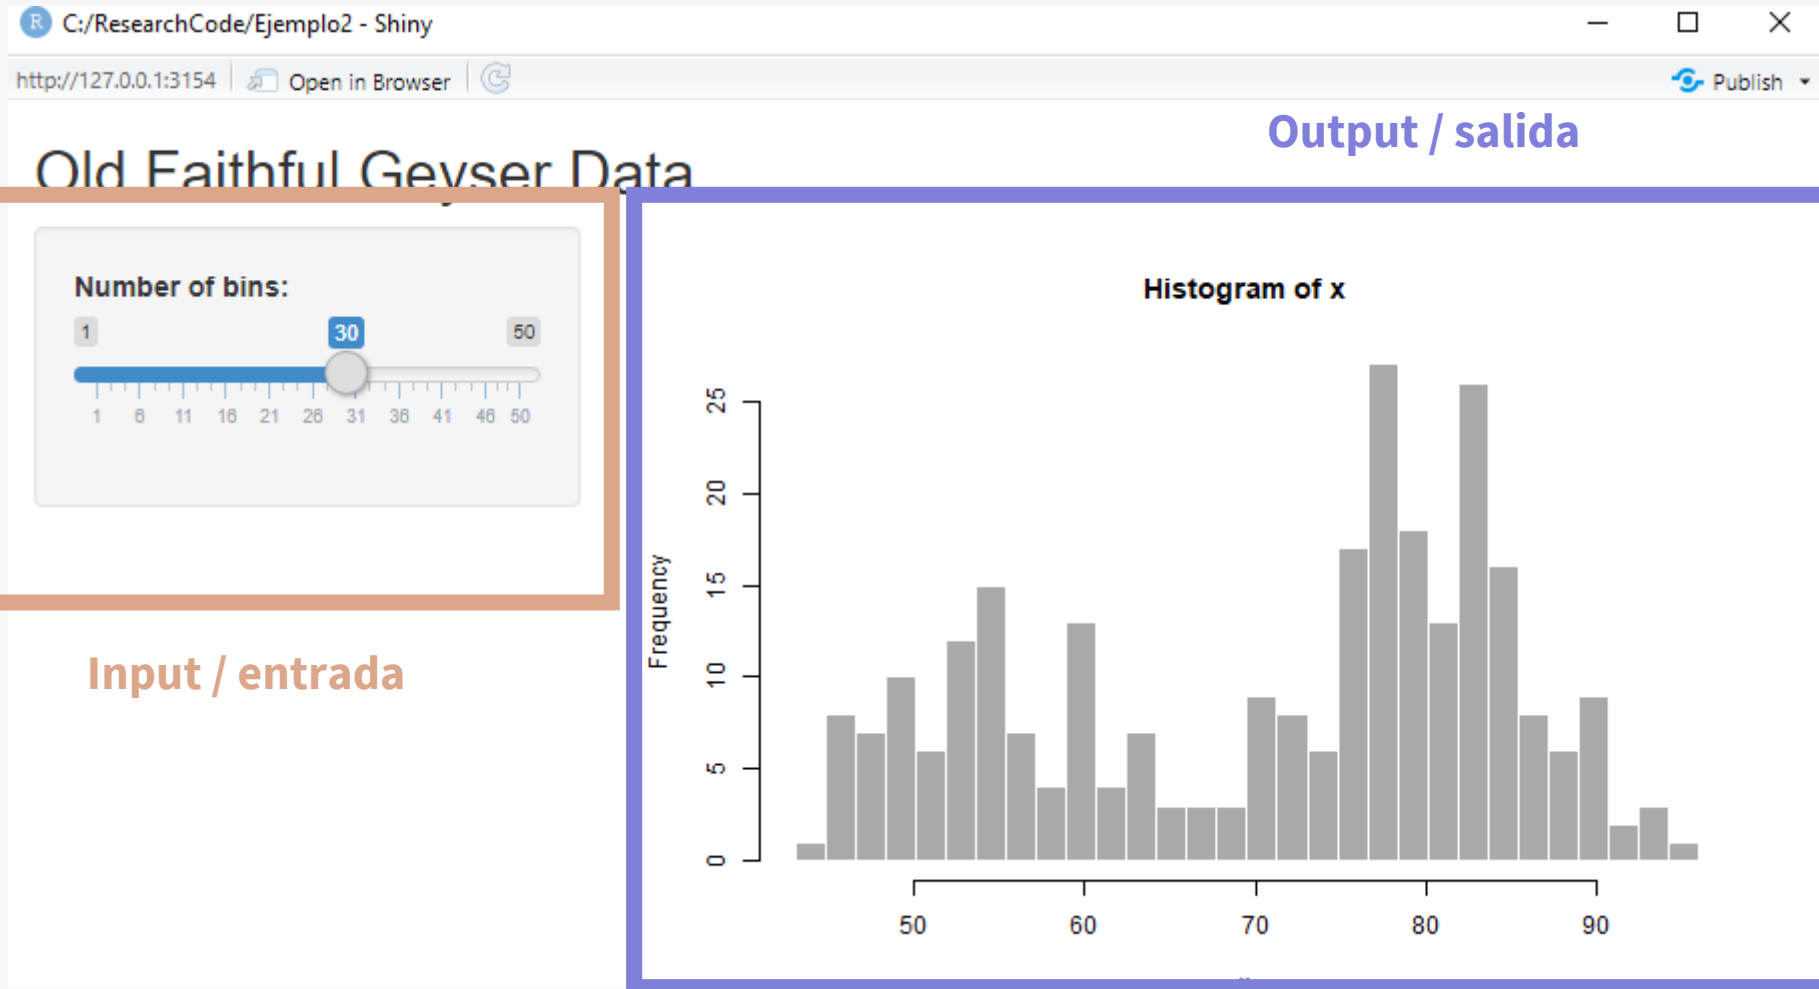 R C:/ResearchCode/Ejemplo2 - Shiny
http://127.0.0.1:3154 Open in Browser Publish
Output / salida
Old Faithful Geyser Data
Number of bins:
1 30 50
1 6 11 16 21 26 31 36 41 46 50
Input / entrada
Histogram of x
Frequency
25
20
15
10
5
0
50 60 70 80 90